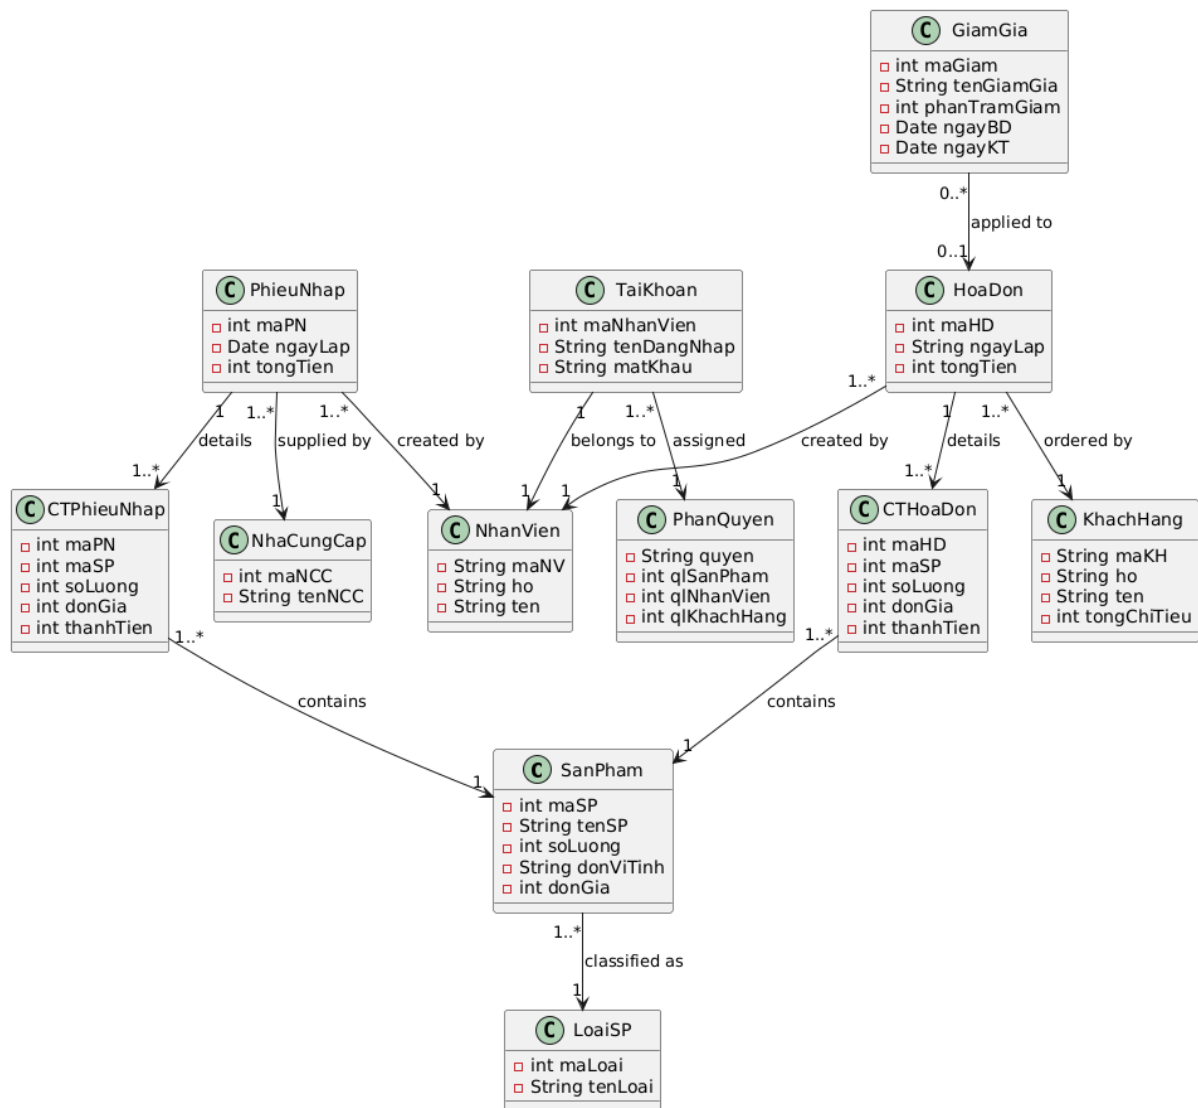 C GiamGia
int maGiam
String tenGiamGia
int phanTramGiam
Date ngayBD
Date ngayKT
0..*
applied to
0..1
C PhieuNhap
int maPN
Date ngayLap
int tongTien
C TaiKhoan
int maNhanVien
String tenDangNhap
String matKhau
C HoaDon
int maHD
String ngayLap
int tongTien
1 1..* 1..* 1 1..* 1..* 1 1..*
details supplied by created by belongs to assigned created by details ordered by
1..* 1 1 1 1 1 1..* 1
C CTPhieuNhap
int maPN
int maSP
int soLuong
int donGia
int thanhTien
C NhaCungCap
int maNCC
String tenNCC
C NhanVien
String maNV
String ho
String ten
C PhanQuyen
String quyen
int qlSanPham
int qlNhanVien
int qlKhachHang
C CTHoaDon
int maHD
int maSP
int soLuong
int donGia
int thanhTien
C KhachHang
String maKH
String ho
String ten
int tongChiTieu
1..* 1..*
contains contains
1 1
C SanPham
int maSP
String tenSP
int soLuong
String donViTinh
int donGia
1..*
classified as
1
C LoaiSP
int maLoai
String tenLoai